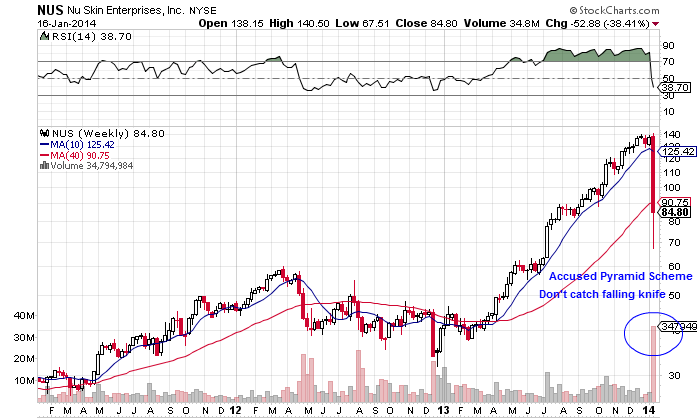 NUS Nu Skin Enterprises, Inc. NYSE © StockCharts.com
16-Jan-2014 Open 138.15 High 140.50 Low 67.51 Close 84.80 Volume 34.8M Chg -52.88 (-38.41%)
RSI(14) 38.70
90
70
50
38.70
30
10
NUS (Weekly) 84.80
MA(10) 125.42
MA(40) 90.75
Volume 34,794,984
140
130
125.42
120
110
100
90.75
84.80
70
60
Accused Pyramid Scheme
Don't catch falling knife
50
40M
30M
20M
10M
30
F M A M J J A S O N D 12 F M A M J J A S O N D 13 F M A M J J A S O N D 14